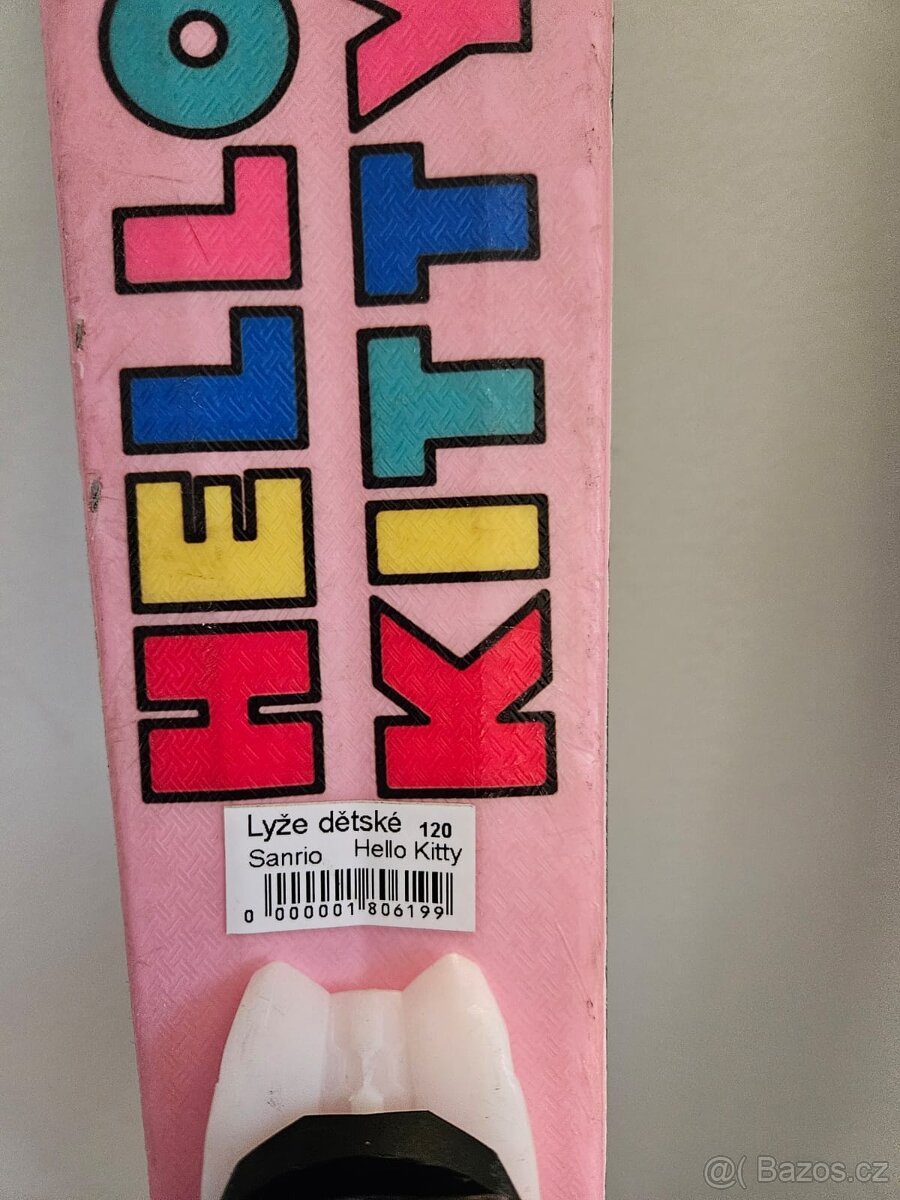 HELLO
KITTY
Lyže dětské 120
Sanrio Hello Kitty
0 000001 806199
@( Bazos.cz